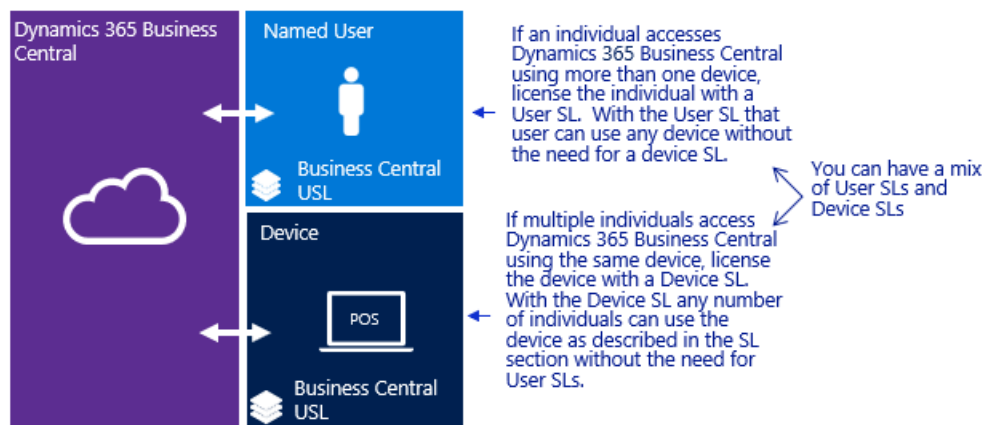 Dynamics 365 Business
Central
Named User
Business Central
USL
If an individual accesses
Dynamics 365 Business Central
using more than one device,
license the individual with a
User SL.  With the User SL that
user can use any device without
the need for a device SL.
You can have a mix
of User SLs and
Device SLs
Device
POS
Business Central
USL
If multiple individuals access
Dynamics 365 Business Central
using the same device, license
the device with a Device SL.
With the Device SL any number
of individuals can use the
device as described in the SL
section without the need for
User SLs.